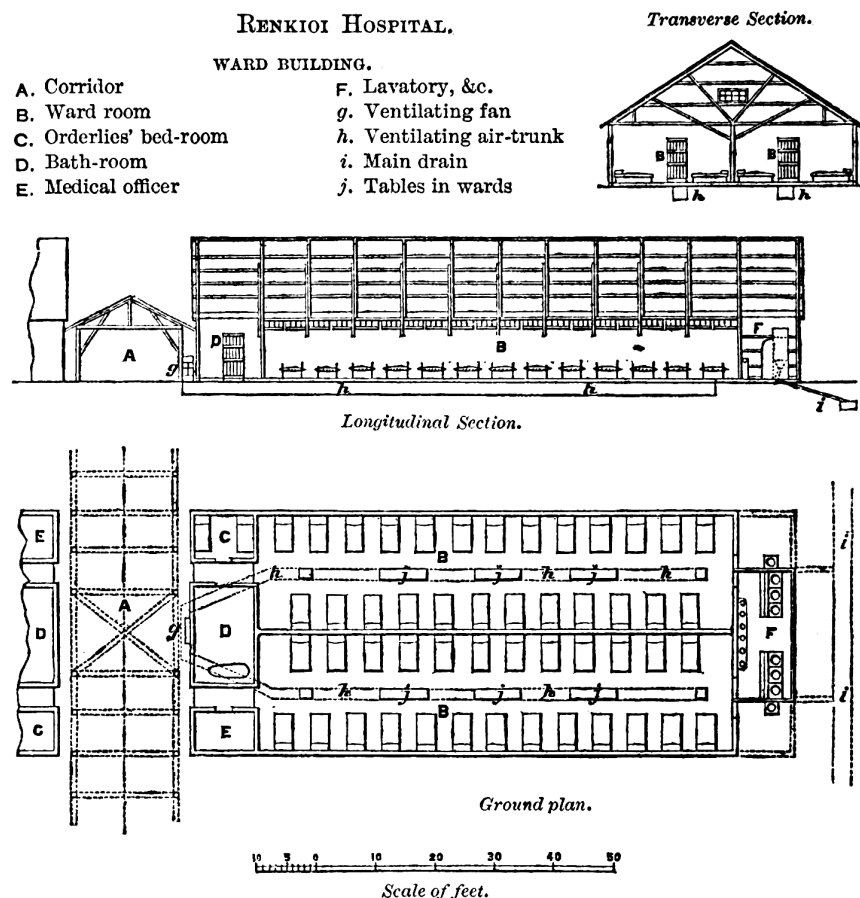 RENKIOI HOSPITAL.
WARD BUILDING.
A. Corridor
B. Ward room
C. Orderlies' bed-room
D. Bath-room
E. Medical officer
F. Lavatory, &c.
g. Ventilating fan
h. Ventilating air-trunk
i. Main drain
j. Tables in wards
Transverse Section.
B B
h h
A g D B F
h h i
Longitudinal Section.
E C B i
h j j h j h
A
D g D F
h j j h j i
B
C E
Ground plan.
10 5 0 10 20 30 40 50
Scale of feet.